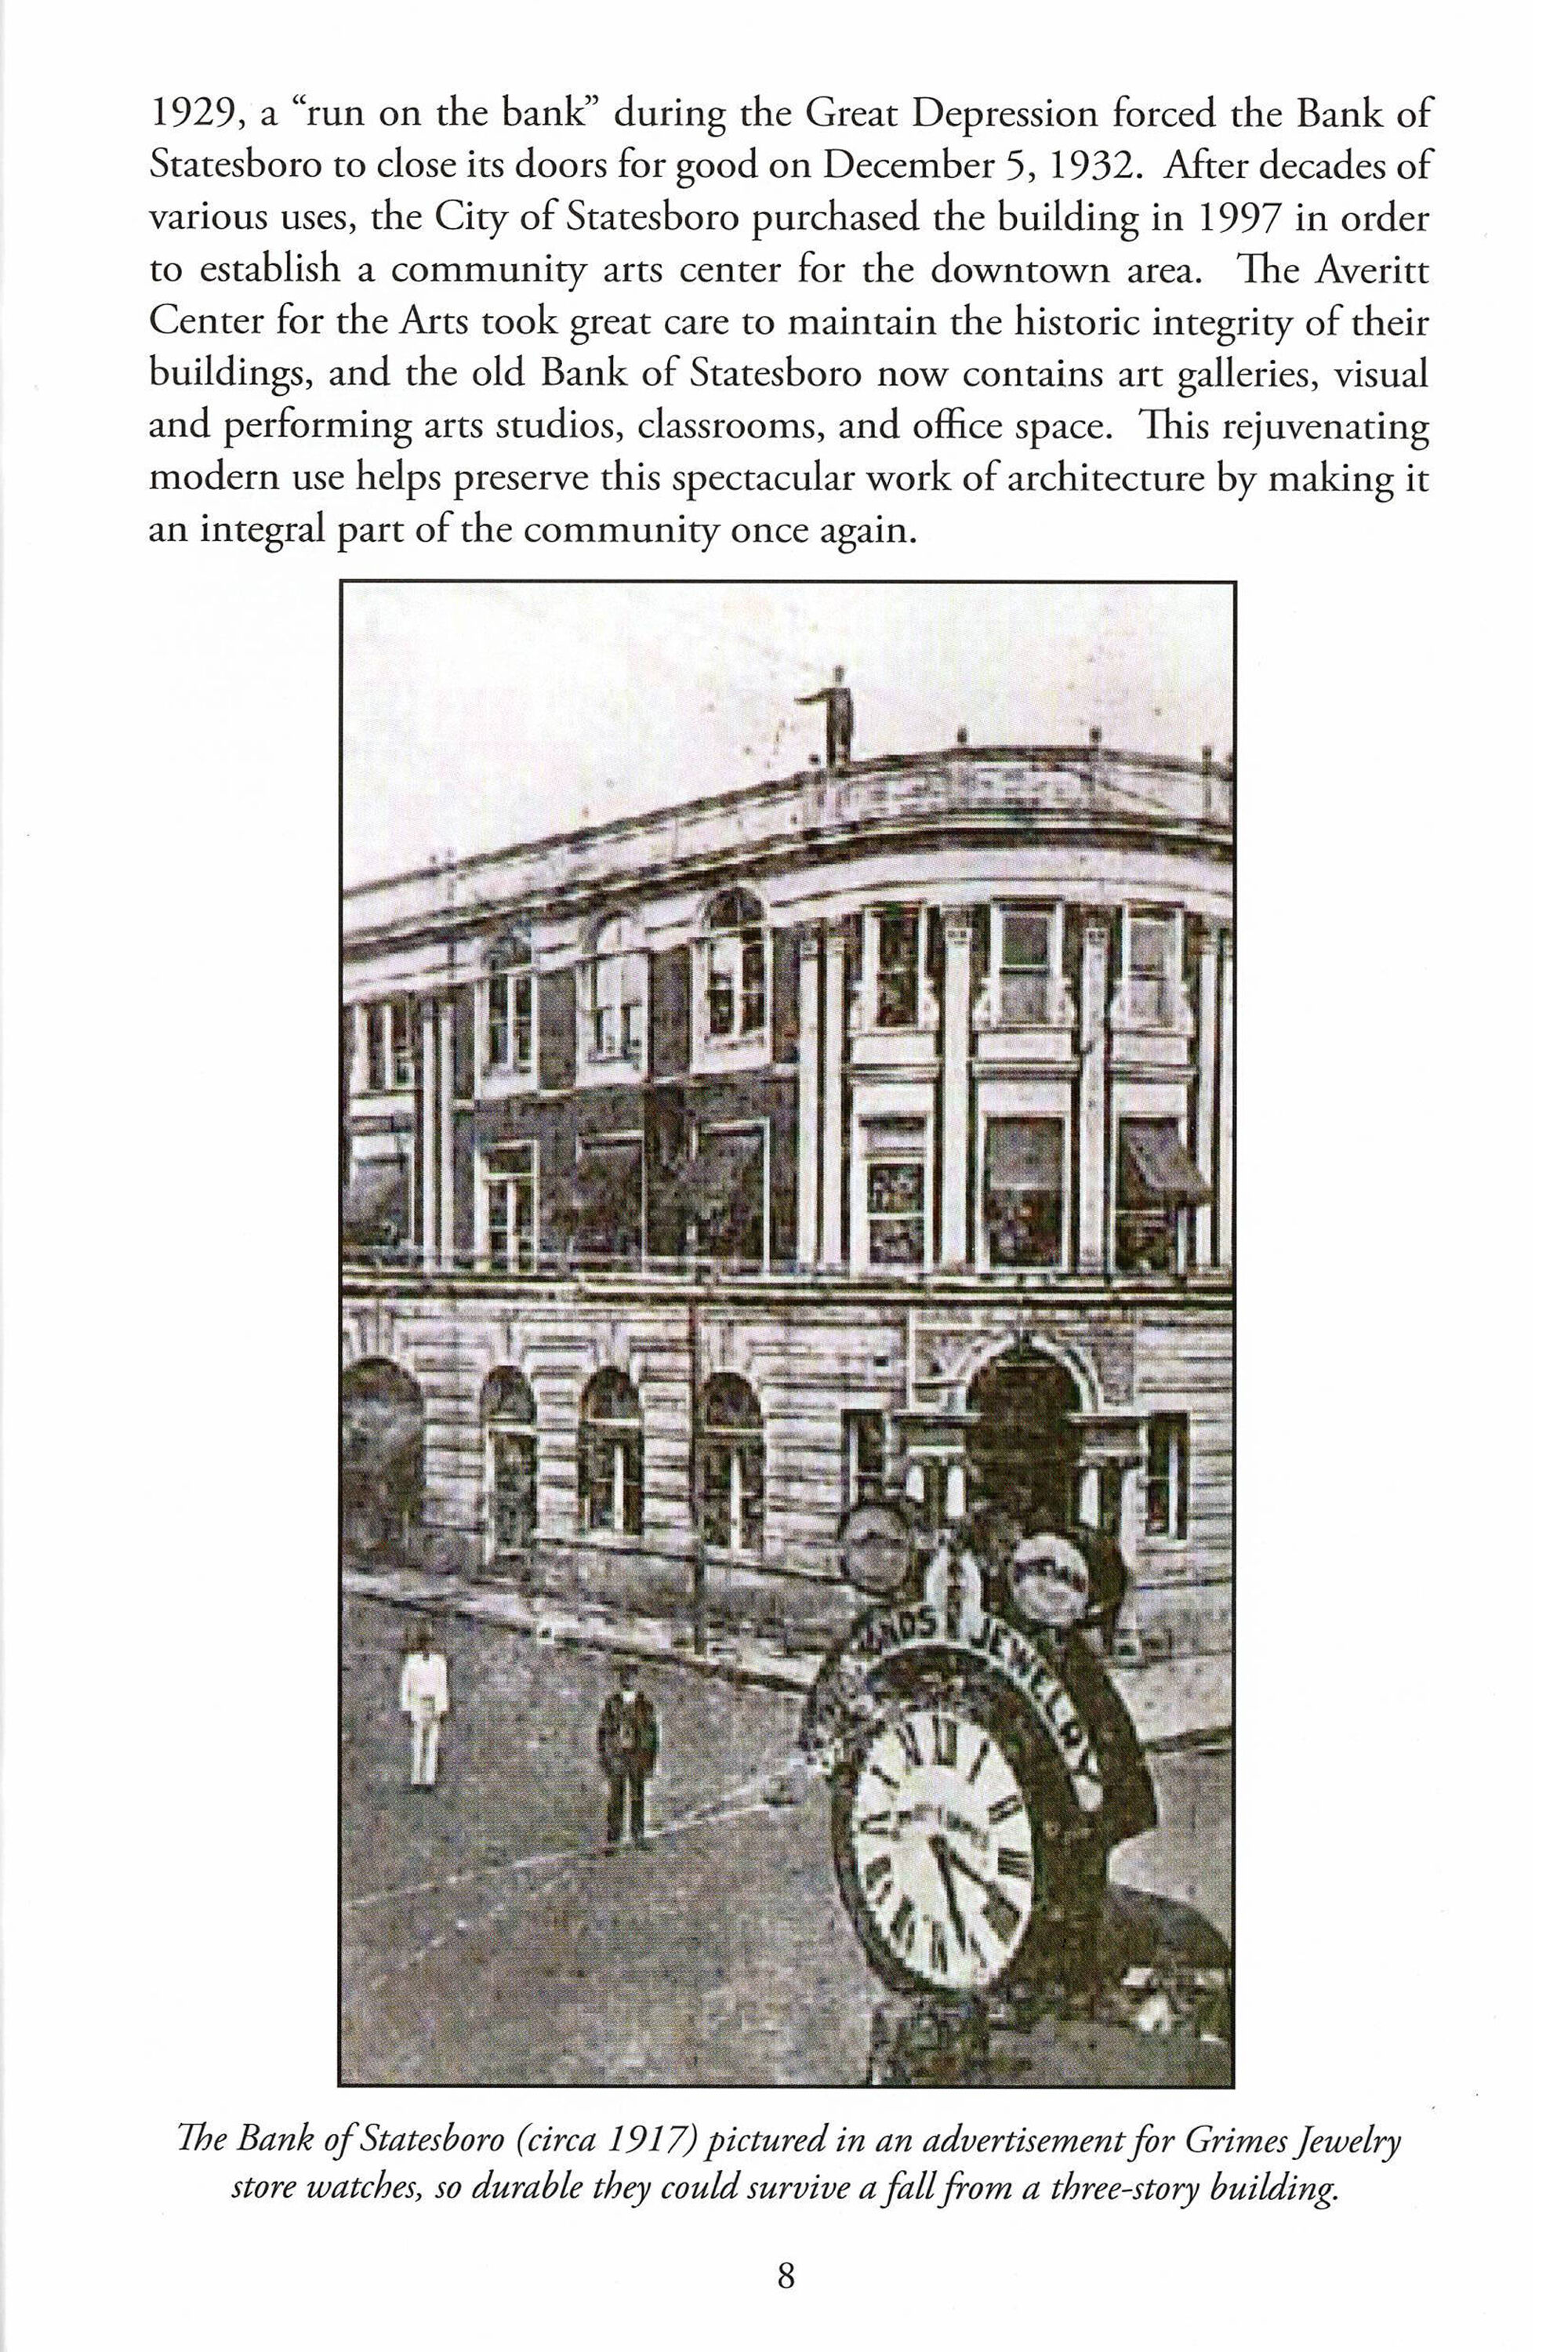 1929, a “run on the bank” during the Great Depression forced the Bank of
Statesboro to close its doors for good on December 5, 1932. After decades of
various uses, the City of Statesboro purchased the building in 1997 in order
to establish a community arts center for the downtown area. The Averitt
Center for the Arts took great care to maintain the historic integrity of their
buildings, and the old Bank of Statesboro now contains art galleries, visual
and performing arts studios, classrooms, and office space. This rejuvenating
modern use helps preserve this spectacular work of architecture by making it
an integral part of the community once again.
JEWELRY
The Bank of Statesboro (circa 1917) pictured in an advertisement for Grimes Jewelry
store watches, so durable they could survive a fall from a three-story building.
8